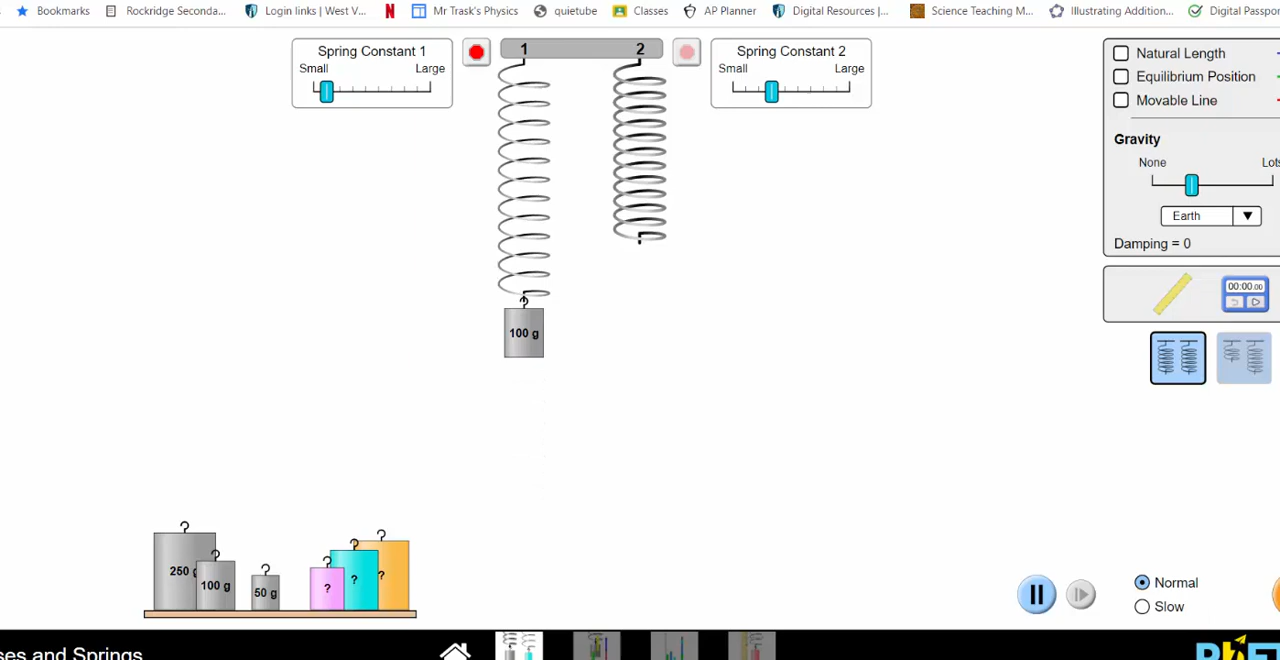 Bookmarks Rockridge Seconda... Login links | West V... Mr Trask's Physics quietube Classes AP Planner Digital Resources |... Science Teaching M... Illustrating Addition... Digital Passpo
Spring Constant 1
Small Large
1 2
Spring Constant 2
Small Large
Natural Length
Equilibrium Position
Movable Line
Gravity
None Lots
Earth
Damping = 0
00:00.00
100 g
250 g
100 g
50 g
?
?
?
Normal
Slow
ses and Springs